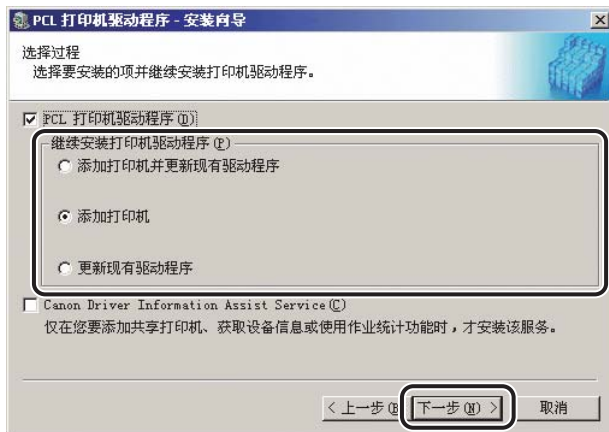 PCL 打印机驱动程序 - 安装向导
选择过程
选择要安装的项并继续安装打印机驱动程序。
PCL 打印机驱动程序(D)
继续安装打印机驱动程序(P)
添加打印机并更新现有驱动程序
添加打印机
更新现有驱动程序
Canon Driver Information Assist Service(C)
仅在您要添加共享打印机、获取设备信息或使用作业统计功能时，才安装该服务。
< 上一步(B 下一步(N) > 取消